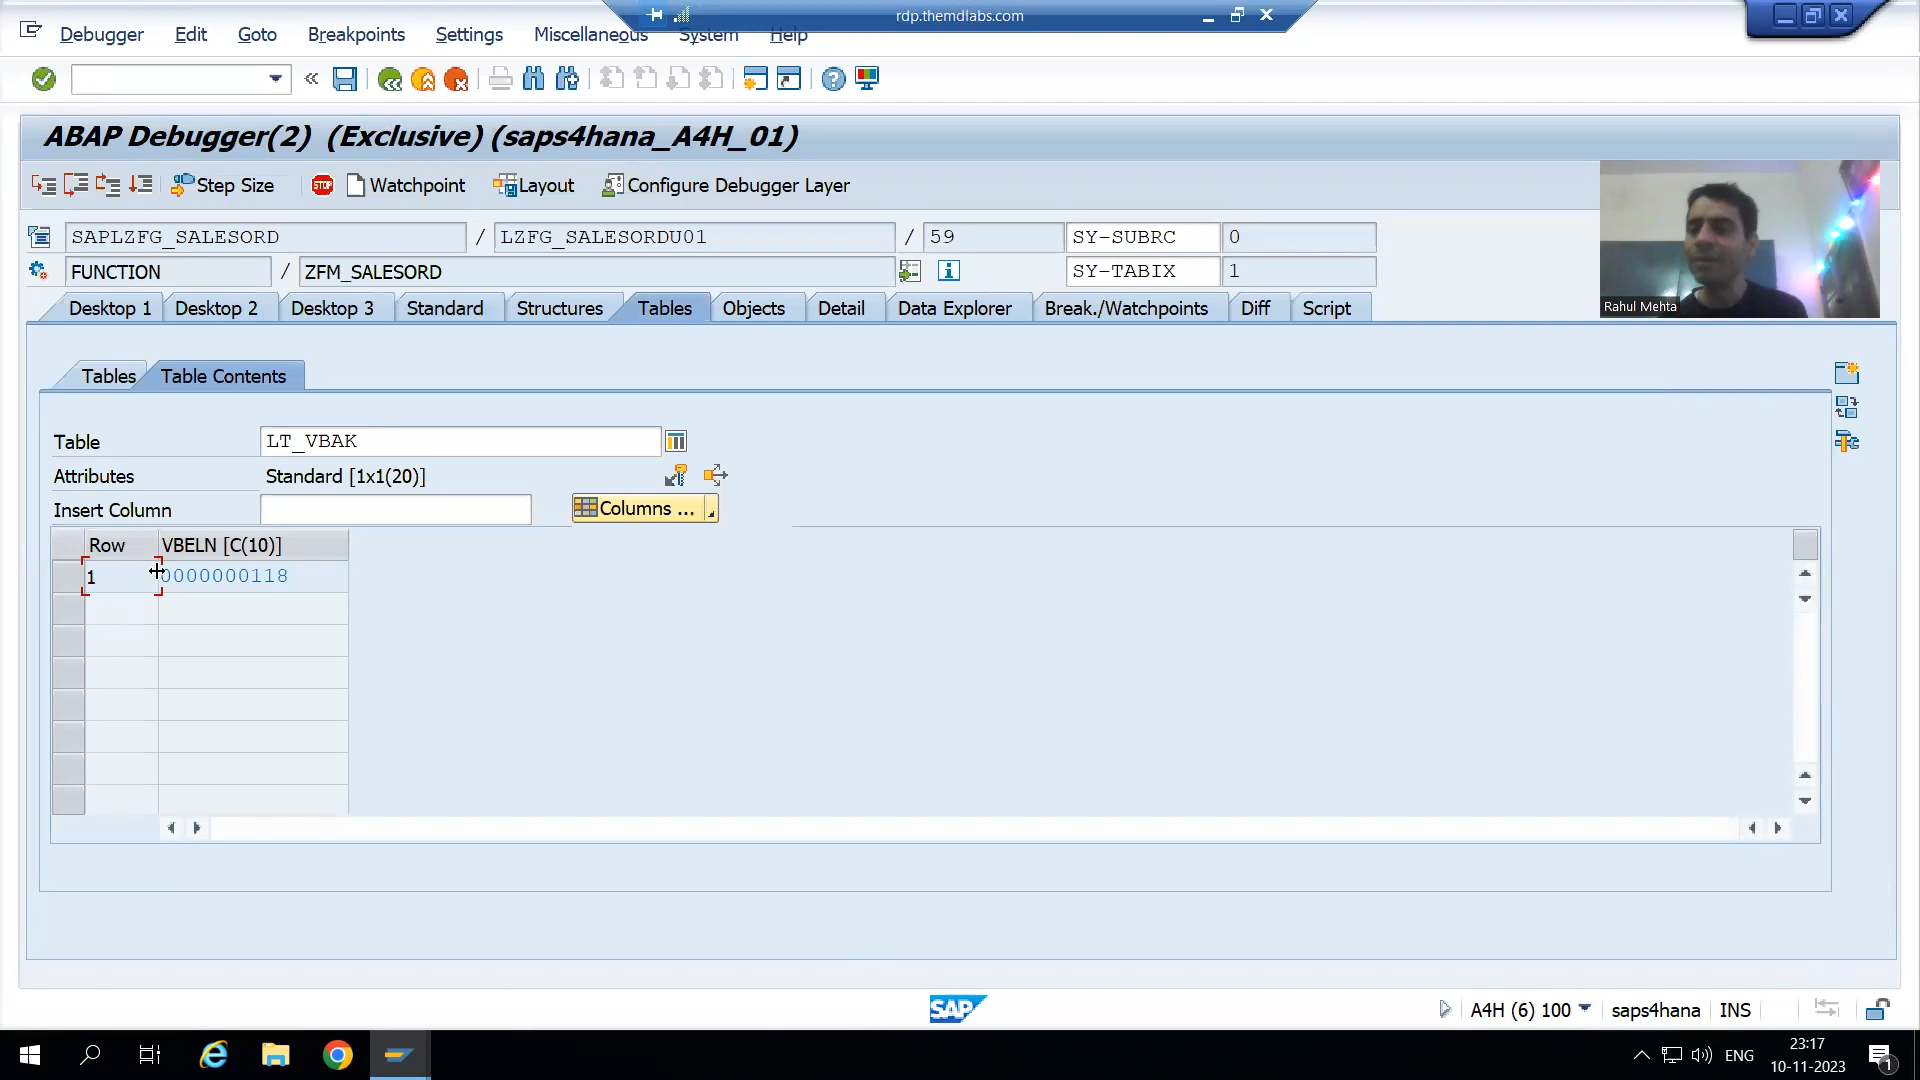 rdp.themdlabs.com
Debugger Edit Goto Breakpoints Settings Miscellaneous System Help
ABAP Debugger(2) (Exclusive) (saps4hana_A4H_01)
Step Size STOP Watchpoint Layout Configure Debugger Layer
SAPLZFG_SALESORD / LZFG_SALESORDU01 / 59 SY-SUBRC 0
FUNCTION / ZFM_SALESORD SY-TABIX 1
Rahul Mehta
Desktop 1 Desktop 2 Desktop 3 Standard Structures Tables Objects Detail Data Explorer Break./Watchpoints Diff Script
Tables Table Contents
Table LT_VBAK
Attributes Standard [1x1(20)]
Insert Column Columns ...
Row VBELN [C(10)]
1 0000000118
SAP A4H (6) 100 saps4hana INS
ENG 23:17
10-11-2023 1